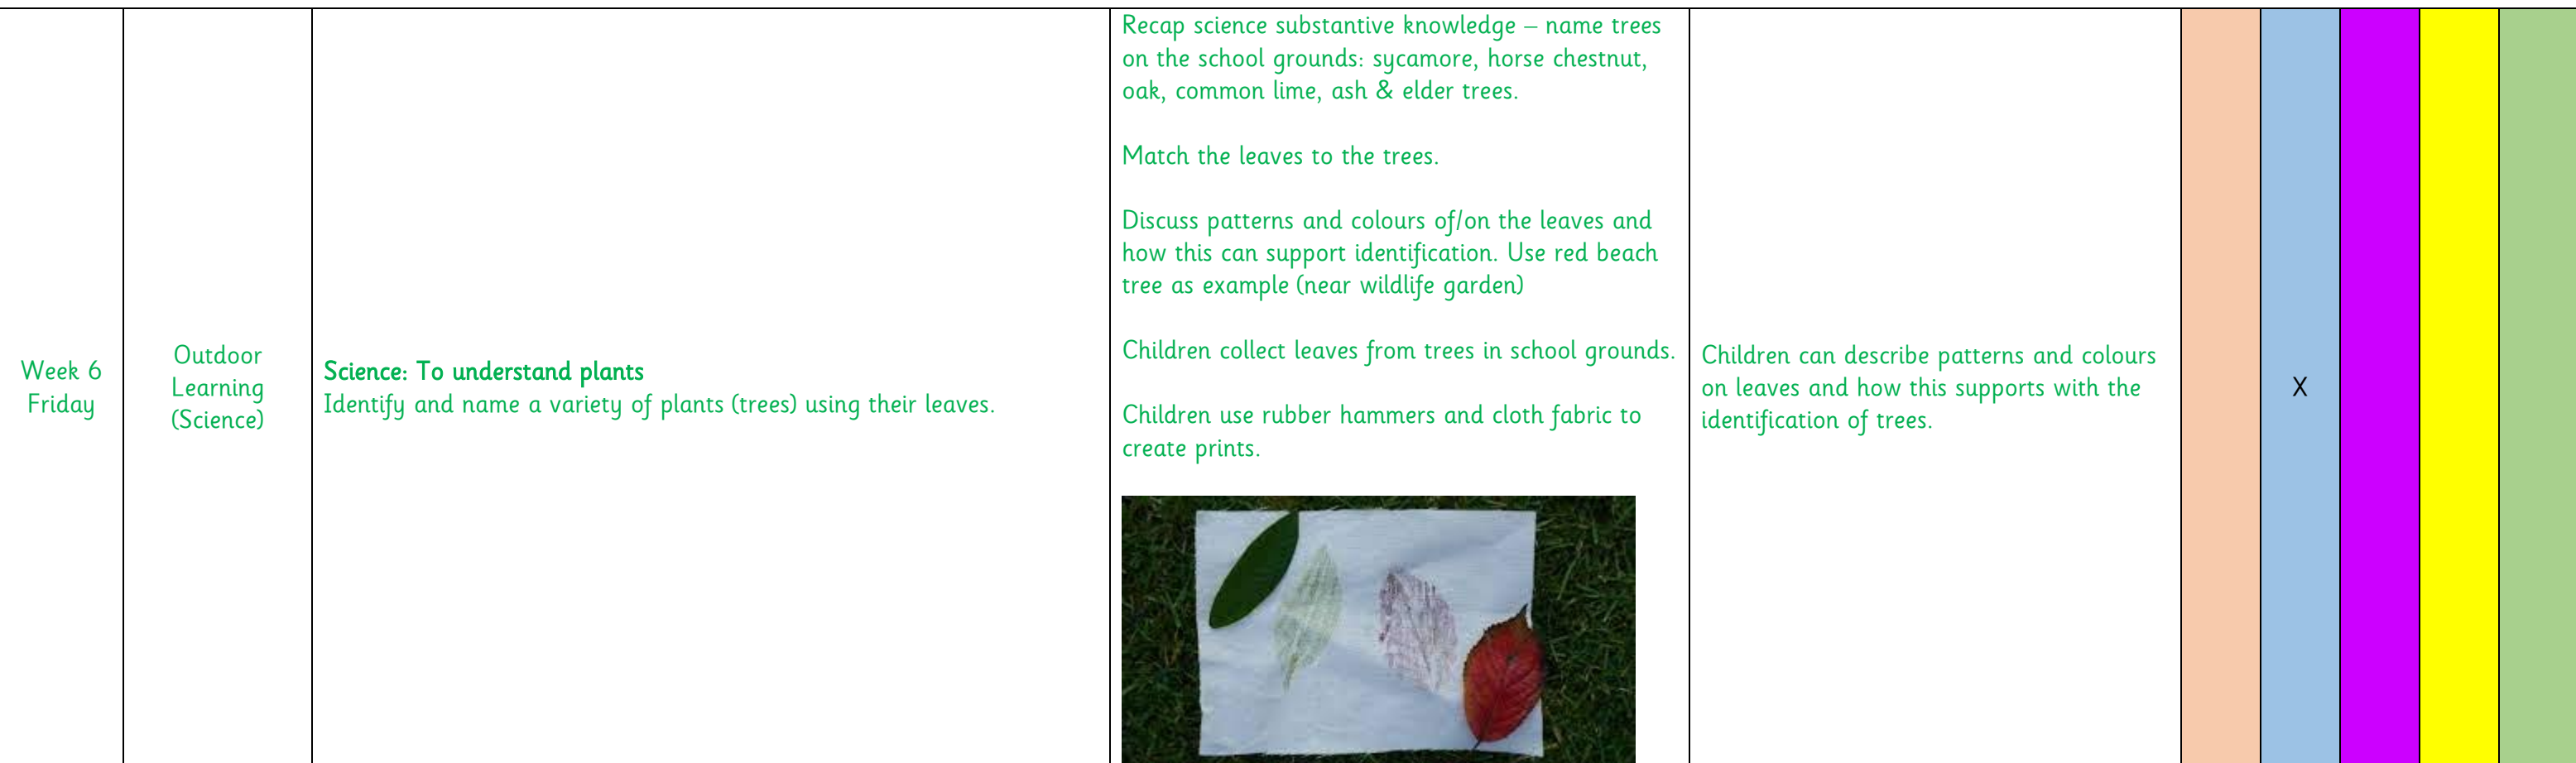 Week 6
Friday
Outdoor
Learning
(Science)
Science: To understand plants
Identify and name a variety of plants (trees) using their leaves.
Recap science substantive knowledge – name trees
on the school grounds: sycamore, horse chestnut,
oak, common lime, ash & elder trees.
Match the leaves to the trees.
Discuss patterns and colours of/on the leaves and
how this can support identification. Use red beach
tree as example (near wildlife garden)
Children collect leaves from trees in school grounds.
Children use rubber hammers and cloth fabric to
create prints.
Children can describe patterns and colours
on leaves and how this supports with the
identification of trees.
X